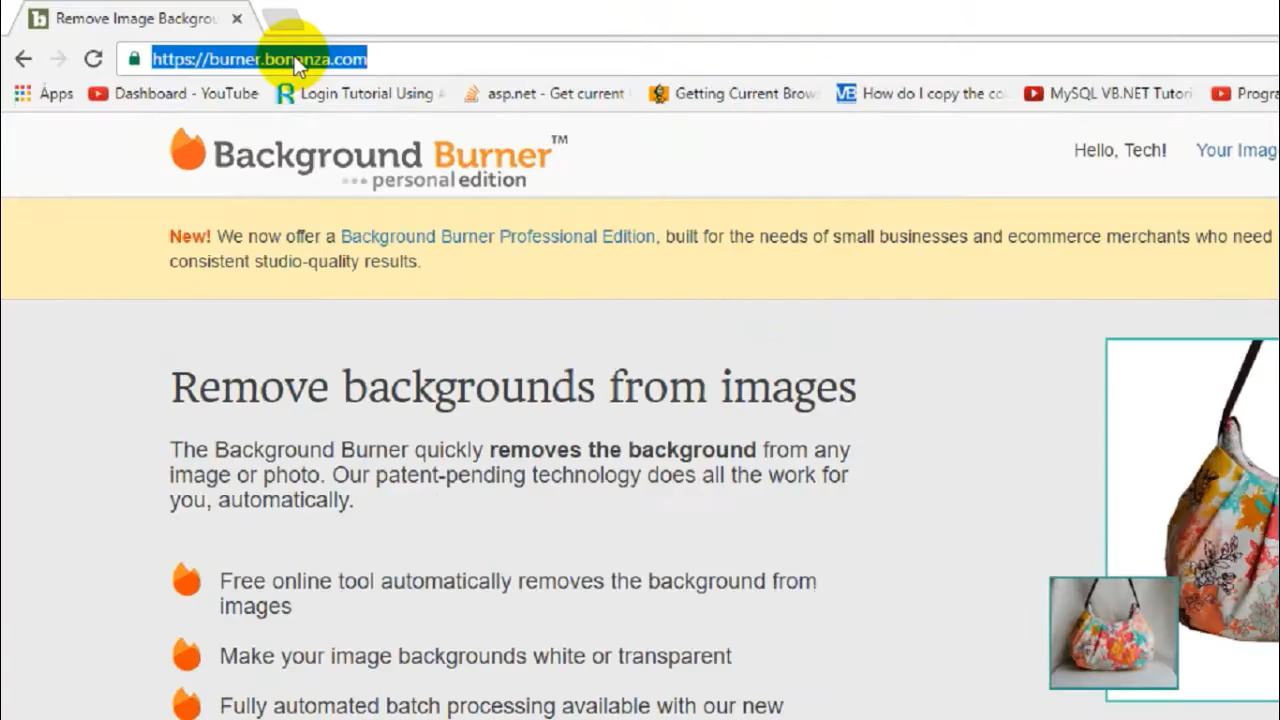 b Remove Image Backgrou
https://burner.bonanza.com
Apps Dashboard - YouTube Login Tutorial Using asp.net - Get current Getting Current Brow How do I copy the co MySQL VB.NET Tutori Progra
Background Burner™
personal edition
Hello, Tech! Your Imag
New! We now offer a Background Burner Professional Edition, built for the needs of small businesses and ecommerce merchants who need
consistent studio-quality results.
Remove backgrounds from images
The Background Burner quickly removes the background from any
image or photo. Our patent-pending technology does all the work for
you, automatically.
Free online tool automatically removes the background from
images
Make your image backgrounds white or transparent
Fully automated batch processing available with our new